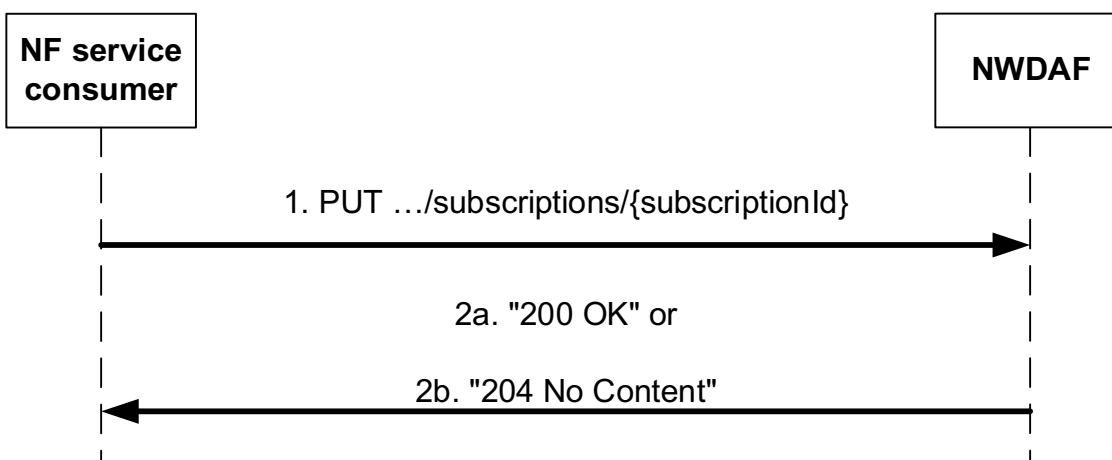 NF service
consumer
NWDAF
1. PUT …/subscriptions/{subscriptionId}
2a. "200 OK" or
2b. "204 No Content"